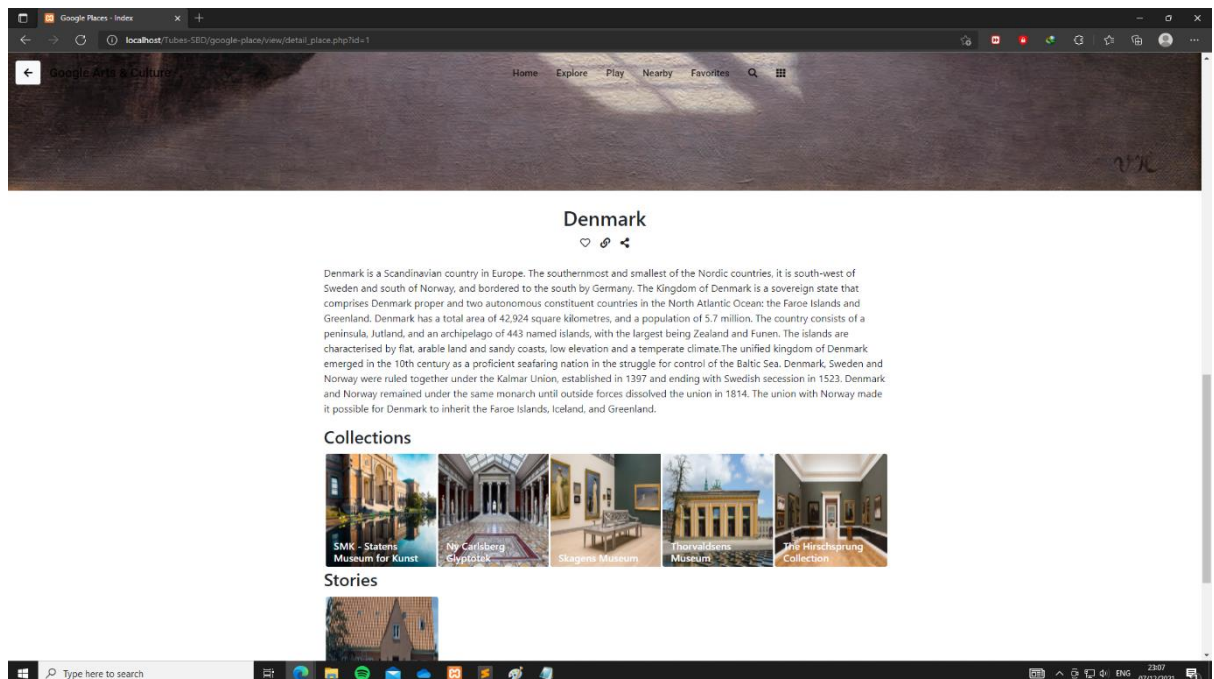 Google Places - Index
localhost/Tubes-SBD/google-place/view/detail_place.php?id=1
Google Arts & Culture
Home Explore Play Nearby Favorites
VH
Denmark
Denmark is a Scandinavian country in Europe. The southernmost and smallest of the Nordic countries, it is south-west of
Sweden and south of Norway, and bordered to the south by Germany. The Kingdom of Denmark is a sovereign state that
comprises Denmark proper and two autonomous constituent countries in the North Atlantic Ocean: the Faroe Islands and
Greenland. Denmark has a total area of 42,924 square kilometres, and a population of 5.7 million. The country consists of a
peninsula, Jutland, and an archipelago of 443 named islands, with the largest being Zealand and Funen. The islands are
characterised by flat, arable land and sandy coasts, low elevation and a temperate climate.The unified kingdom of Denmark
emerged in the 10th century as a proficient seafaring nation in the struggle for control of the Baltic Sea. Denmark, Sweden and
Norway were ruled together under the Kalmar Union, established in 1397 and ending with Swedish secession in 1523. Denmark
and Norway remained under the same monarch until outside forces dissolved the union in 1814. The union with Norway made
it possible for Denmark to inherit the Faroe Islands, Iceland, and Greenland.
Collections
SMK - Statens
Museum for Kunst
Ny Carlsberg
Glyptotek
Skagens Museum
Thorvaldsens
Museum
The Hirschsprung
Collection
Stories
Type here to search
ENG
23:07
07/12/2021